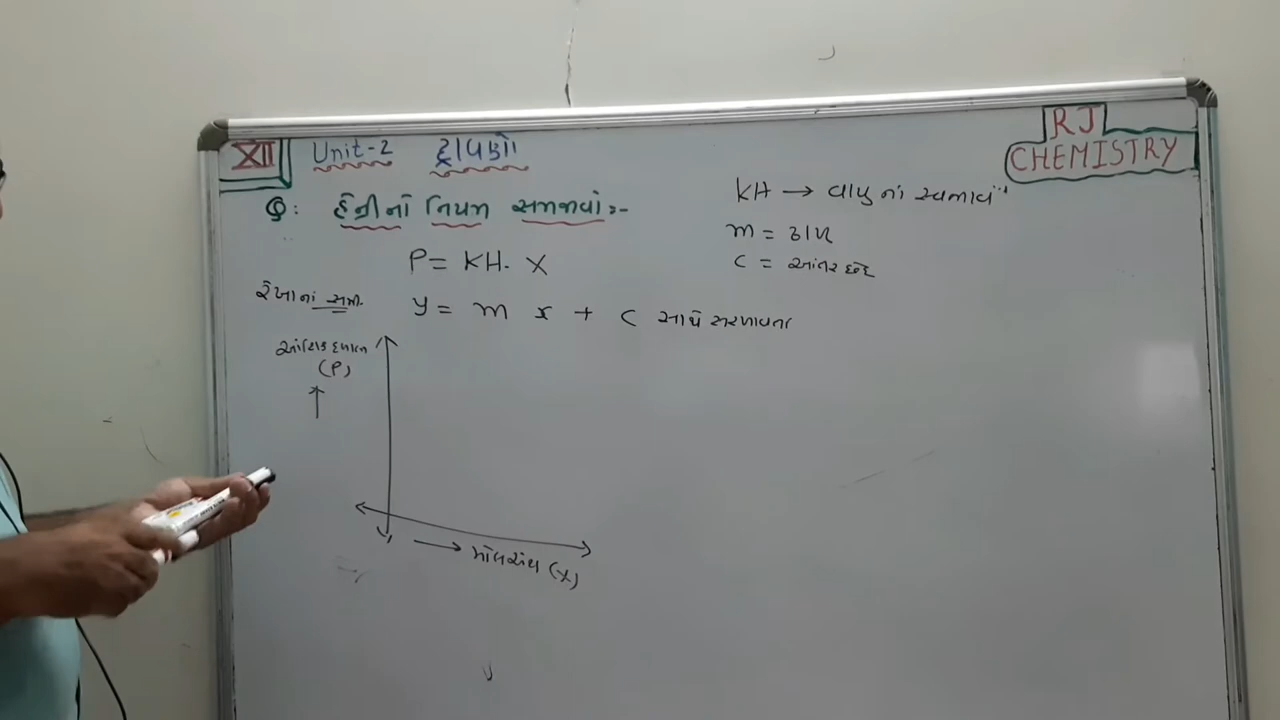 XII Unit-2 દ્રાવણો
RJ
CHEMISTRY
Q: હેન્રીનો નિયમ સમજાવો :-
P = KH. X
રેખાનાં સમી. y = m x + c સાથે સરખાવતા
KH → વાયુ નાં સ્વભાવ
m = ઢાળ
c = આંતર છેદ
આંશિક દબાણ
(P)
મોલઅંશ (X)